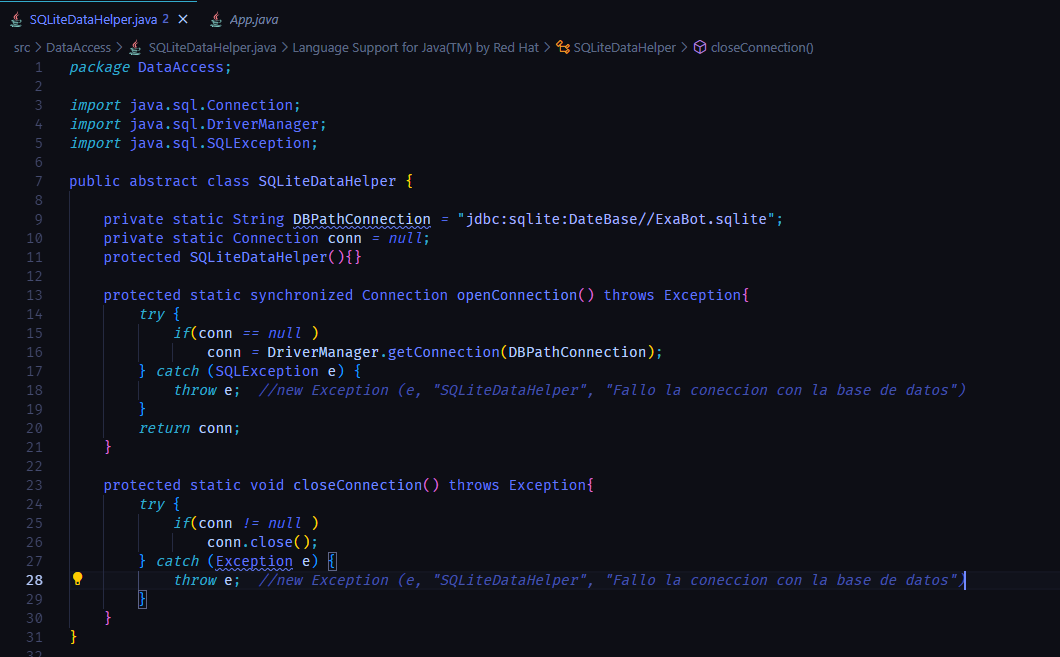 SQLiteDataHelper.java 2 × App.java
src > DataAccess > SQLiteDataHelper.java > Language Support for Java(TM) by Red Hat > SQLiteDataHelper > closeConnection()
1 package DataAccess;
2
3 import java.sql.Connection;
4 import java.sql.DriverManager;
5 import java.sql.SQLException;
6
7 public abstract class SQLiteDataHelper {
8
9     private static String DBPathConnection = "jdbc:sqlite:DateBase//ExaBot.sqlite";
10     private static Connection conn = null;
11     protected SQLiteDataHelper(){}
12
13     protected static synchronized Connection openConnection() throws Exception{
14         try {
15             if(conn == null )
16                 conn = DriverManager.getConnection(DBPathConnection);
17         } catch (SQLException e) {
18             throw e;  //new Exception (e, "SQLiteDataHelper", "Fallo la coneccion con la base de datos")
19         }
20         return conn;
21     }
22
23     protected static void closeConnection() throws Exception{
24         try {
25             if(conn != null )
26                 conn.close();
27         } catch (Exception e) {
28             throw e;  //new Exception (e, "SQLiteDataHelper", "Fallo la coneccion con la base de datos")
29         }
30     }
31 }
32